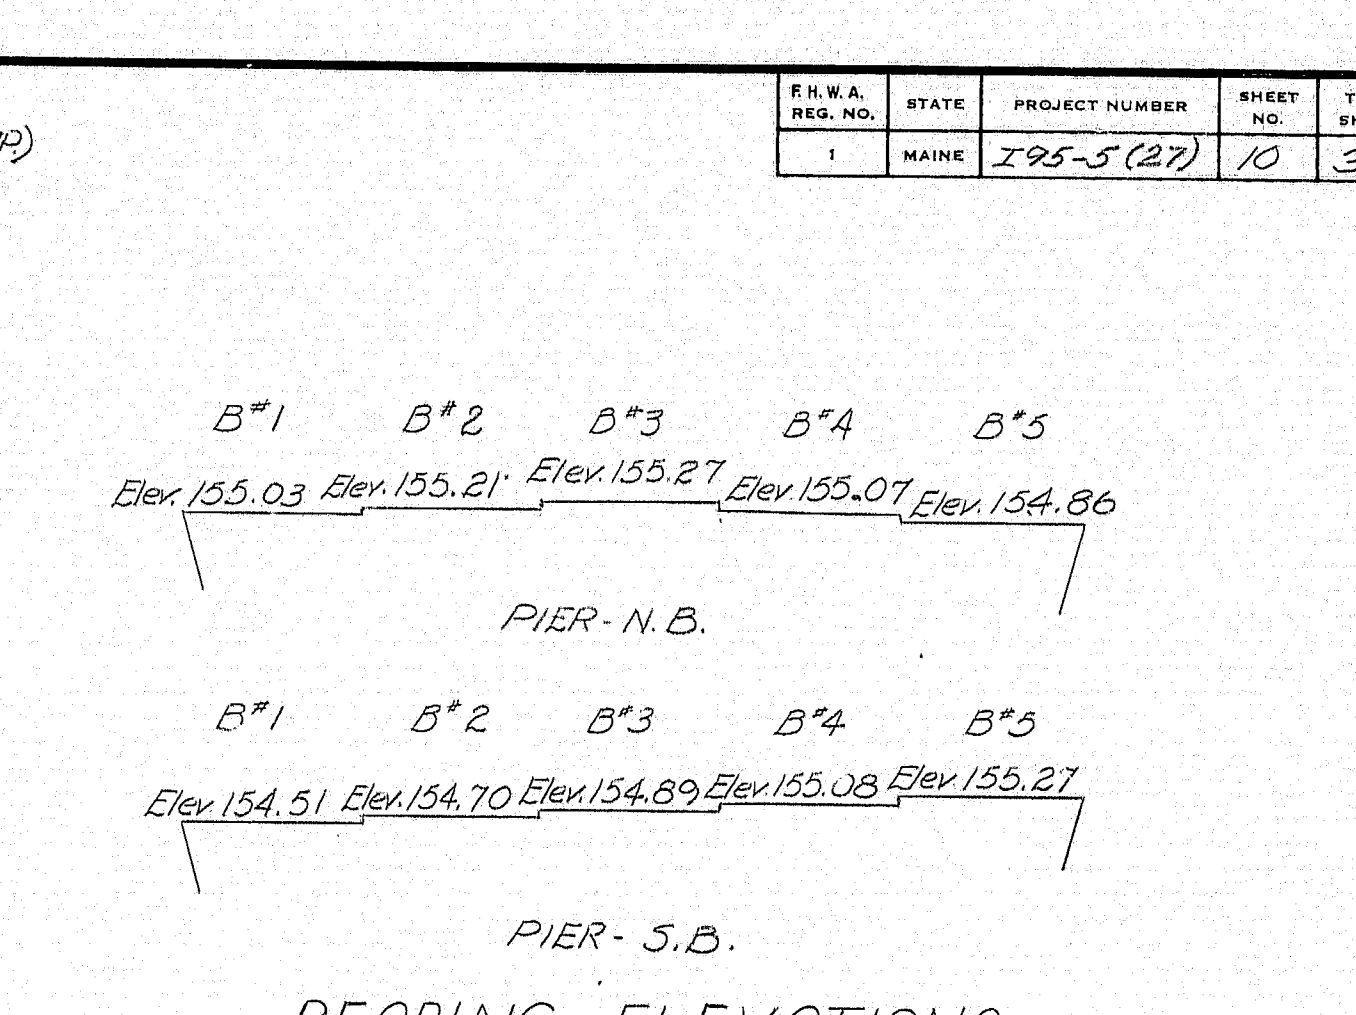 F. H. W. A. REG. NO. STATE PROJECT NUMBER SHEET NO.
1 MAINE I95-5(27) 10 3
B#1 B#2 B#3 B#4 B#5
Elev. 155.03 Elev. 155.21 Elev. 155.27 Elev. 155.07 Elev. 154.86
PIER - N.B.
B#1 B#2 B#3 B#4 B#5
Elev. 154.51 Elev. 154.70 Elev. 154.89 Elev. 155.08 Elev. 155.27
PIER - S.B.